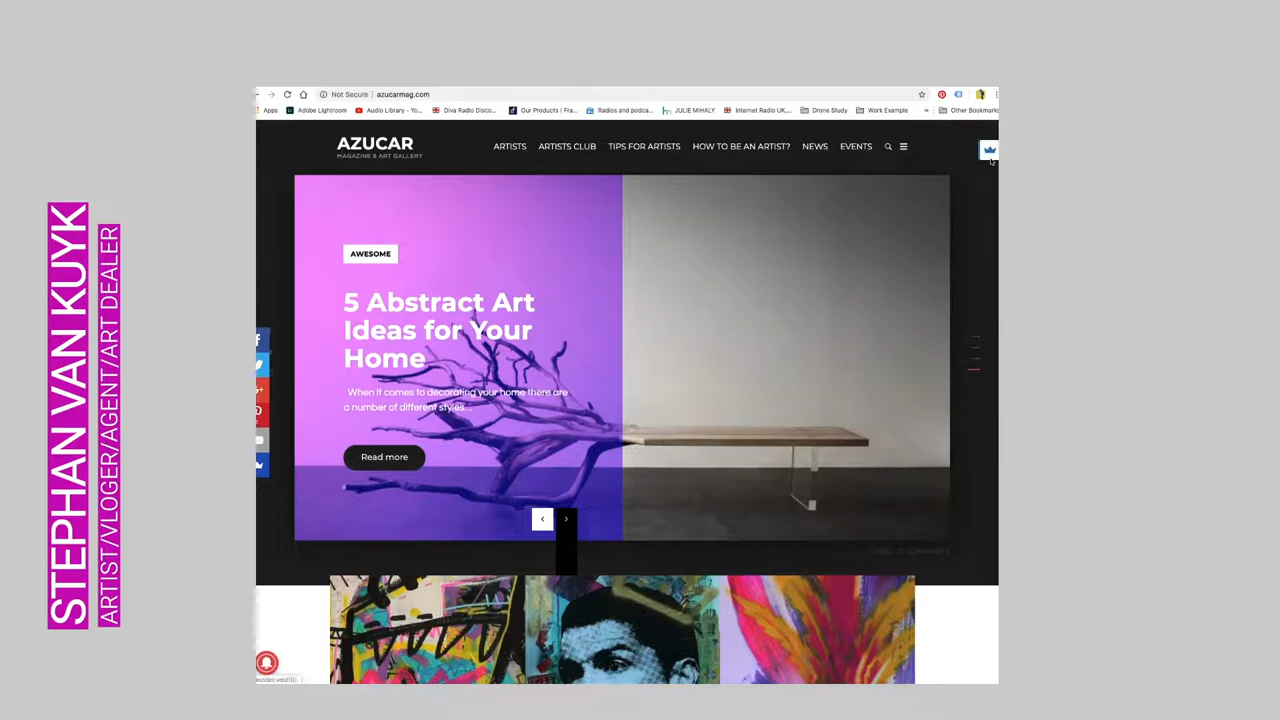 STEPHAN VAN KUYK
ARTIST/VLOGER/AGENT/ART DEALER
Not Secure | azucarmag.com
Apps Adobe Lightroom Audio Library - Yo... Diva Radio Disco... Our Products | Fra... Radios and podca... JULIE MIHALY Internet Radio UK,... Drone Study Work Example » Other Bookmarks
AZUCAR
MAGAZINE & ART GALLERY
ARTISTS ARTISTS CLUB TIPS FOR ARTISTS HOW TO BE AN ARTIST? NEWS EVENTS
AWESOME
5 Abstract Art
Ideas for Your
Home
When it comes to decorating your home there are
a number of different styles...
Read more